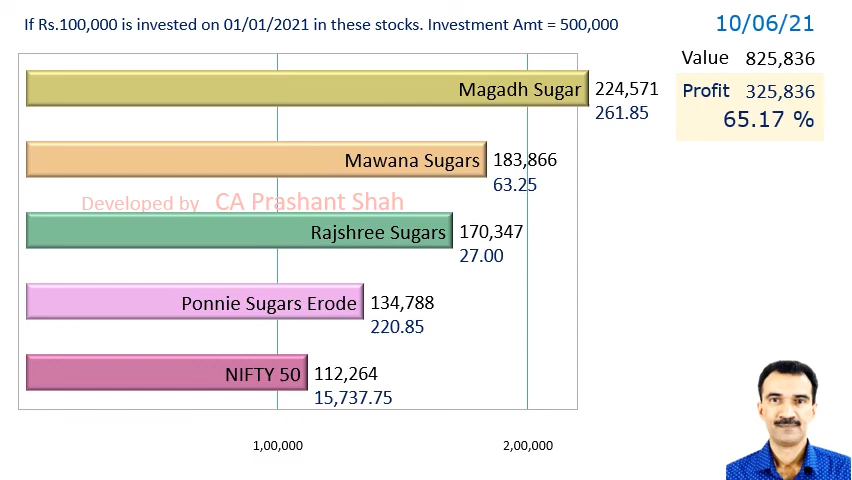 If Rs.100,000 is invested on 01/01/2021 in these stocks. Investment Amt = 500,000
10/06/21
Value 825,836
Profit 325,836
65.17 %
Magadh Sugar 224,571
261.85
Mawana Sugars 183,866
63.25
Developed by CA Prashant Shah
Rajshree Sugars 170,347
27.00
Ponnie Sugars Erode 134,788
220.85
NIFTY 50 112,264
15,737.75
1,00,000 2,00,000